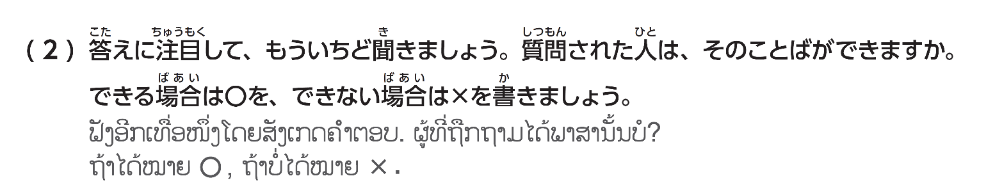 (2) 答えに注目して、もういちど聞きましょう。質問された人は、そのことばができますか。
できる場合は○を、できない場合は×を書きましょう。
ຟັງອີກເທື່ອໜຶ່ງໂດຍສັງເກດຄຳຕອບ. ຜູ້ທີ່ຖືກຖາມໄດ້ພາສານັ້ນບໍ?
ຖ້າໄດ້ໝາຍ ○, ຖ້າບໍ່ໄດ້ໝາຍ ×.